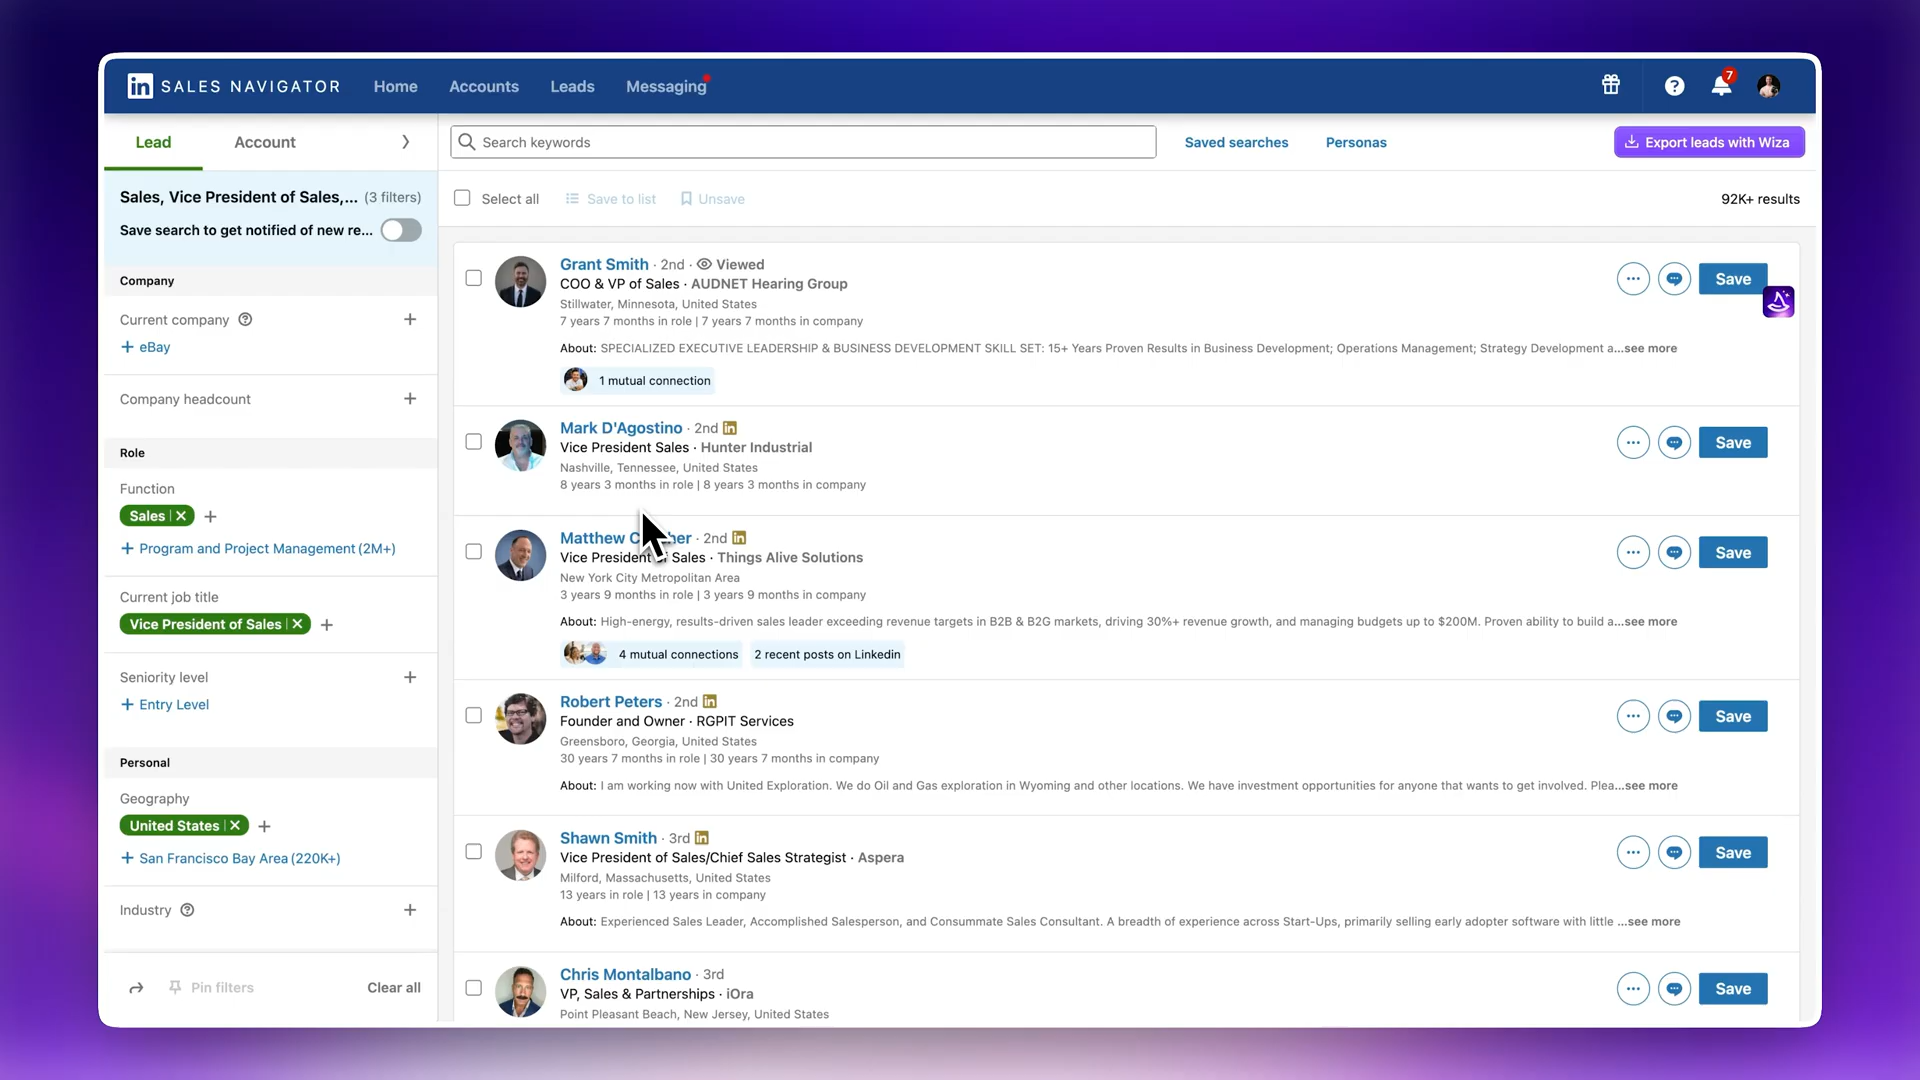 in SALES NAVIGATOR Home Accounts Leads Messaging
7
Lead Account
Search keywords
Saved searches Personas
Export leads with Wiza
Sales, Vice President of Sales,... (3 filters)
Save search to get notified of new re...
Select all Save to list Unsave
92K+ results
Company
Current company
+ eBay
Company headcount
Role
Function
Sales
+ Program and Project Management (2M+)
Current job title
Vice President of Sales
Seniority level
+ Entry Level
Personal
Geography
United States
+ San Francisco Bay Area (220K+)
Industry
Pin filters Clear all
Grant Smith · 2nd · Viewed
COO & VP of Sales · AUDNET Hearing Group
Stillwater, Minnesota, United States
7 years 7 months in role | 7 years 7 months in company
About: SPECIALIZED EXECUTIVE LEADERSHIP & BUSINESS DEVELOPMENT SKILL SET: 15+ Years Proven Results in Business Development; Operations Management; Strategy Development a...see more
1 mutual connection
Save
Mark D'Agostino · 2nd in
Vice President Sales · Hunter Industrial
Nashville, Tennessee, United States
8 years 3 months in role | 8 years 3 months in company
Save
Matthew · 2nd in
Vice President of Sales · Things Alive Solutions
New York City Metropolitan Area
3 years 9 months in role | 3 years 9 months in company
About: High-energy, results-driven sales leader exceeding revenue targets in B2B & B2G markets, driving 30%+ revenue growth, and managing budgets up to $200M. Proven ability to build a...see more
4 mutual connections 2 recent posts on Linkedin
Save
Robert Peters · 2nd in
Founder and Owner · RGPIT Services
Greensboro, Georgia, United States
30 years 7 months in role | 30 years 7 months in company
About: I am working now with United Exploration. We do Oil and Gas exploration in Wyoming and other locations. We have investment opportunities for anyone that wants to get involved. Plea...see more
Save
Shawn Smith · 3rd in
Vice President of Sales/Chief Sales Strategist · Aspera
Milford, Massachusetts, United States
13 years in role | 13 years in company
About: Experienced Sales Leader, Accomplished Salesperson, and Consummate Sales Consultant. A breadth of experience across Start-Ups, primarily selling early adopter software with little ...see more
Save
Chris Montalbano · 3rd
VP, Sales & Partnerships · iOra
Point Pleasant Beach, New Jersey, United States
Save